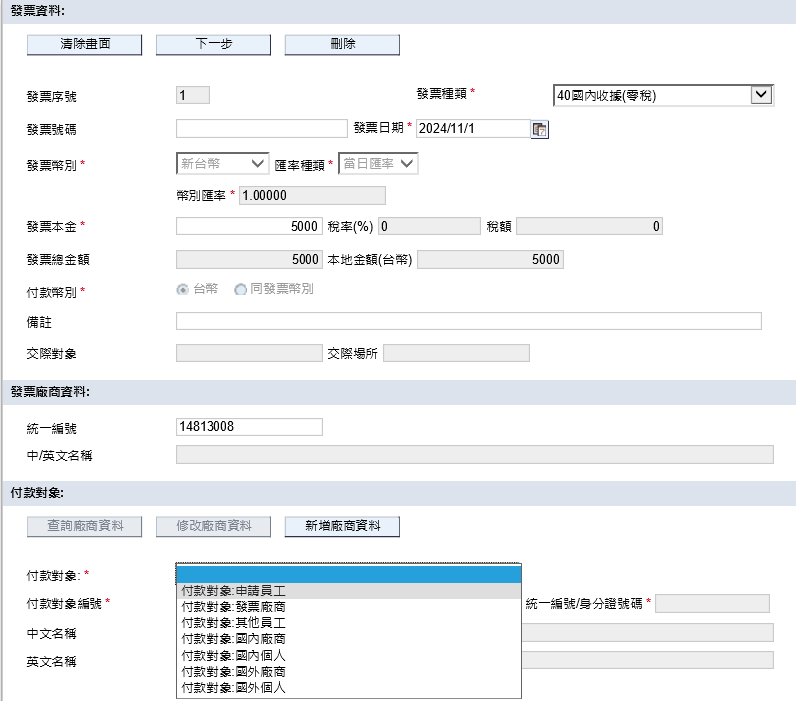 發票資料:
清除畫面 下一步 刪除
發票序號 1 發票種類 * 40國內收據(零稅)
發票號碼 發票日期 * 2024/11/1
發票幣別 * 新台幣 匯率種類 * 當日匯率
幣別匯率 * 1.00000
發票本金 * 5000 稅率(%) 0 稅額 0
發票總金額 5000 本地金額(台幣) 5000
付款幣別 * 台幣 同發票幣別
備註
交際對象 交際場所
發票廠商資料:
統一編號 14813008
中/英文名稱
付款對象:
查詢廠商資料 修改廠商資料 新增廠商資料
付款對象: *
付款對象:申請員工
付款對象編號 * 付款對象:發票廠商 統一編號/身分證號碼 *
付款對象:其他員工
中文名稱 付款對象:國內廠商
付款對象:國內個人
英文名稱 付款對象:國外廠商
付款對象:國外個人